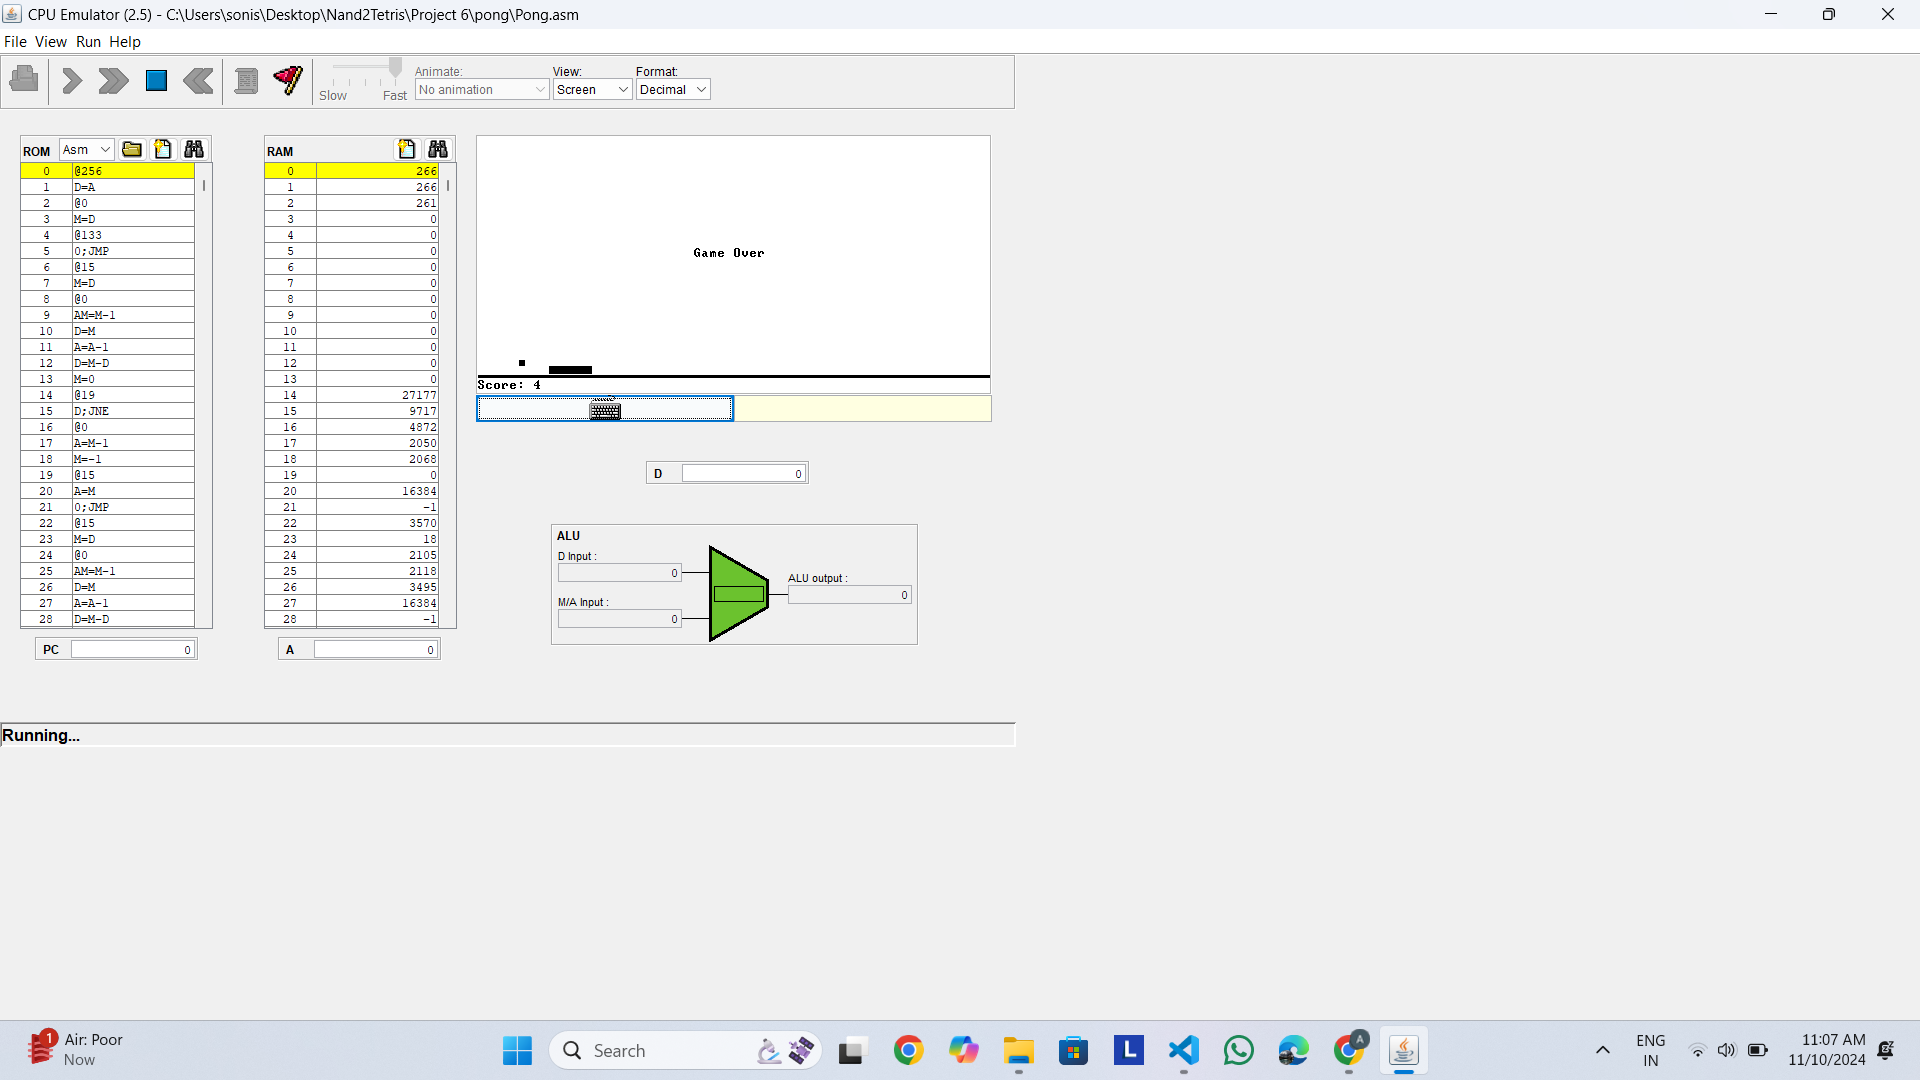 CPU Emulator (2.5) - C:\Users\sonis\Desktop\Nand2Tetris\Project 6\pong\Pong.asm
File View Run Help
Slow Fast
Animate:
No animation
View:
Screen
Format:
Decimal
ROM Asm
0 @256
1 D=A
2 @0
3 M=D
4 @133
5 0;JMP
6 @15
7 M=D
8 @0
9 AM=M-1
10 D=M
11 A=A-1
12 D=M-D
13 M=0
14 @19
15 D;JNE
16 @0
17 A=M-1
18 M=-1
19 @15
20 A=M
21 0;JMP
22 @15
23 M=D
24 @0
25 AM=M-1
26 D=M
27 A=A-1
28 D=M-D
PC 0
RAM
0 266
1 266
2 261
3 0
4 0
5 0
6 0
7 0
8 0
9 0
10 0
11 0
12 0
13 0
14 27177
15 9717
16 4872
17 2050
18 2068
19 0
20 16384
21 -1
22 3570
23 18
24 2105
25 2118
26 3495
27 16384
28 -1
A 0
Game Over
Score: 4
D 0
ALU
D Input :
0
M/A Input :
0
ALU output :
0
Running...
1
Air: Poor
Now
Search
L
A
ENG
IN
11:07 AM
11/10/2024